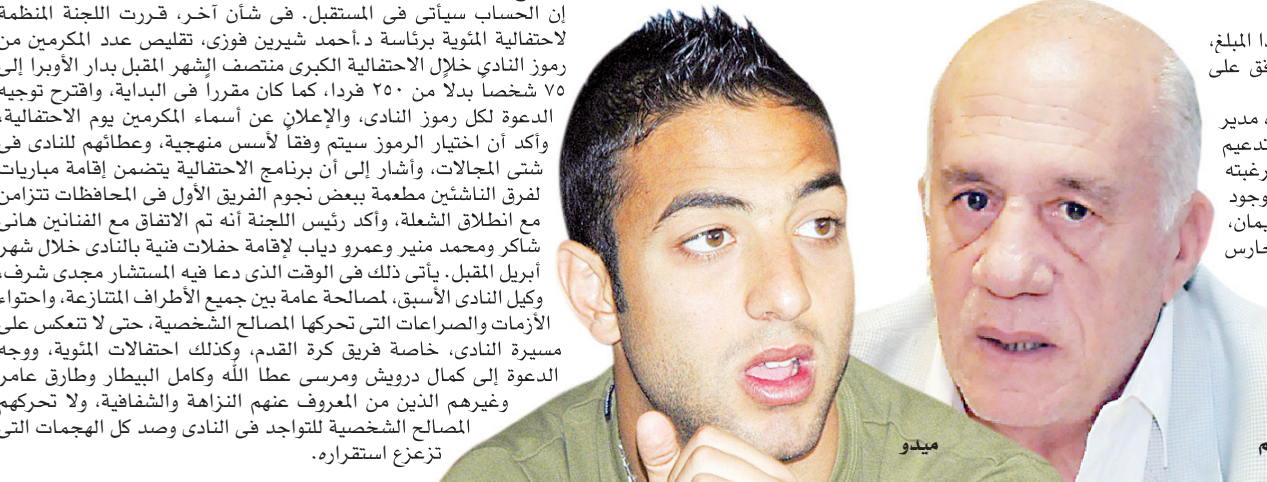 دا المبلغ،
فق على
، مدير
تدعيم
رغبته
وجود
يمان،
حارس
إن الحساب سيأتى فى المستقبل. فى شأن آخر، قررت اللجنة المنظمة
لاحتفالية المئوية برئاسة د.أحمد شيرين فوزى، تقليص عدد المكرمين من
رموز النادى خلال الاحتفالية الكبرى منتصف الشهر المقبل بدار الأوبرا إلى
٧٥ شخصاً بدلاً من ٢٥٠ فردا، كما كان مقرراً فى البداية، واقترح توجيه
الدعوة لكل رموز النادى، والإعلان عن أسماء المكرمين يوم الاحتفالية،
وأكد أن اختيار الرموز سيتم وفقاً لأسس منهجية، وعطائهم للنادى فى
شتى المجالات، وأشار إلى أن برنامج الاحتفالية يتضمن إقامة مباريات
لفرق الناشئين مطعمة ببعض نجوم الفريق الأول فى المحافظات تتزامن
مع انطلاق الشعلة، وأكد رئيس اللجنة أنه تم الاتفاق مع الفنانين هانى
شاكر ومحمد منير وعمرو دياب لإقامة حفلات فنية بالنادى خلال شهر
أبريل المقبل. يأتى ذلك فى الوقت الذى دعا فيه المستشار مجدى شرف،
وكيل النادى الأسبق، لمصالحة عامة بين جميع الأطراف المتنازعة، واحتواء
الأزمات والصراعات التى تحركها المصالح الشخصية، حتى لا تنعكس على
مسيرة النادى، خاصة فريق كرة القدم، وكذلك احتفالات المئوية، ووجه
الدعوة إلى كمال درويش ومرسى عطا الله وكامل البيطار وطارق عامر
وغيرهم الذين من المعروف عنهم النزاهة والشفافية، ولا تحركهم
المصالح الشخصية للتواجد فى النادى وصد كل الهجمات التى
تزعزع استقراره.
م
ميدو